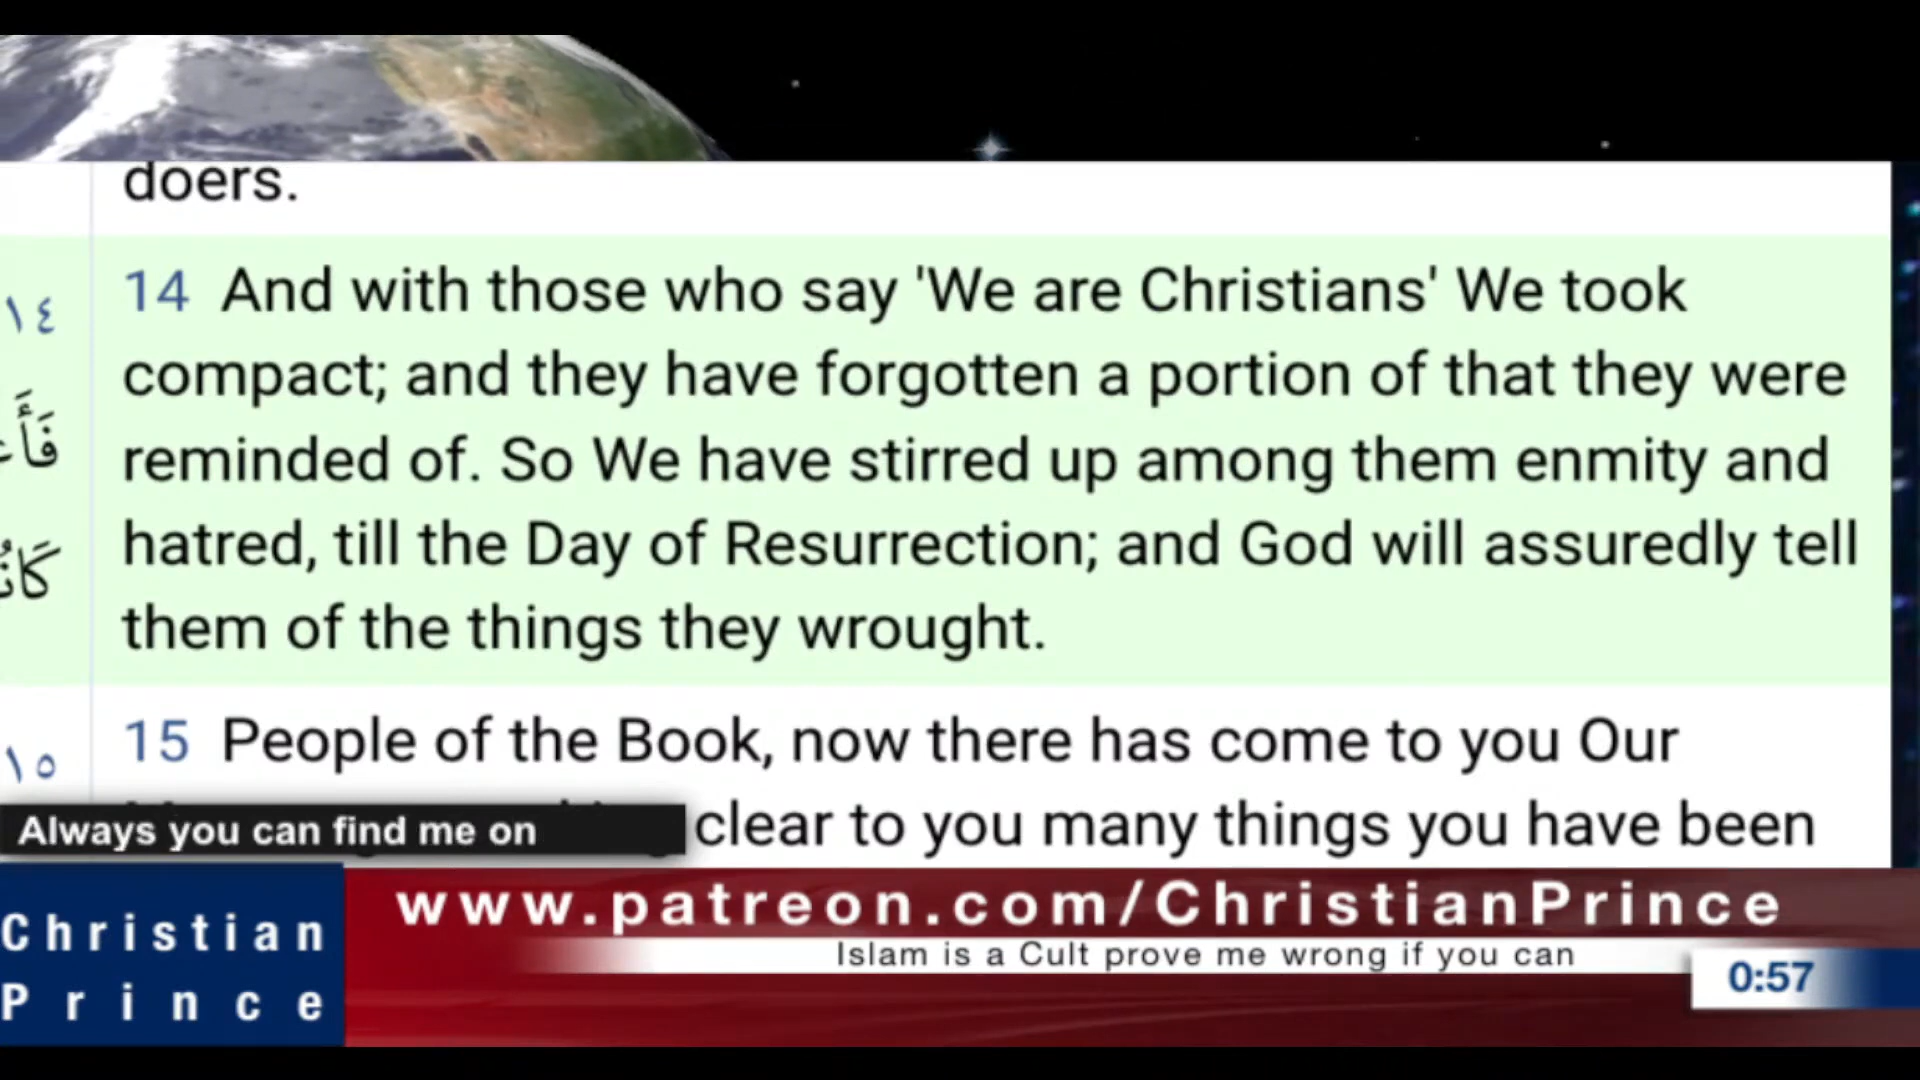 doers.
١٤
14 And with those who say 'We are Christians' We took
compact; and they have forgotten a portion of that they were
reminded of. So We have stirred up among them enmity and
hatred, till the Day of Resurrection; and God will assuredly tell
them of the things they wrought.
١٥
15 People of the Book, now there has come to you Our
clear to you many things you have been
Always you can find me on
Christian
Prince
www.patreon.com/ChristianPrince
Islam is a Cult prove me wrong if you can
0:57